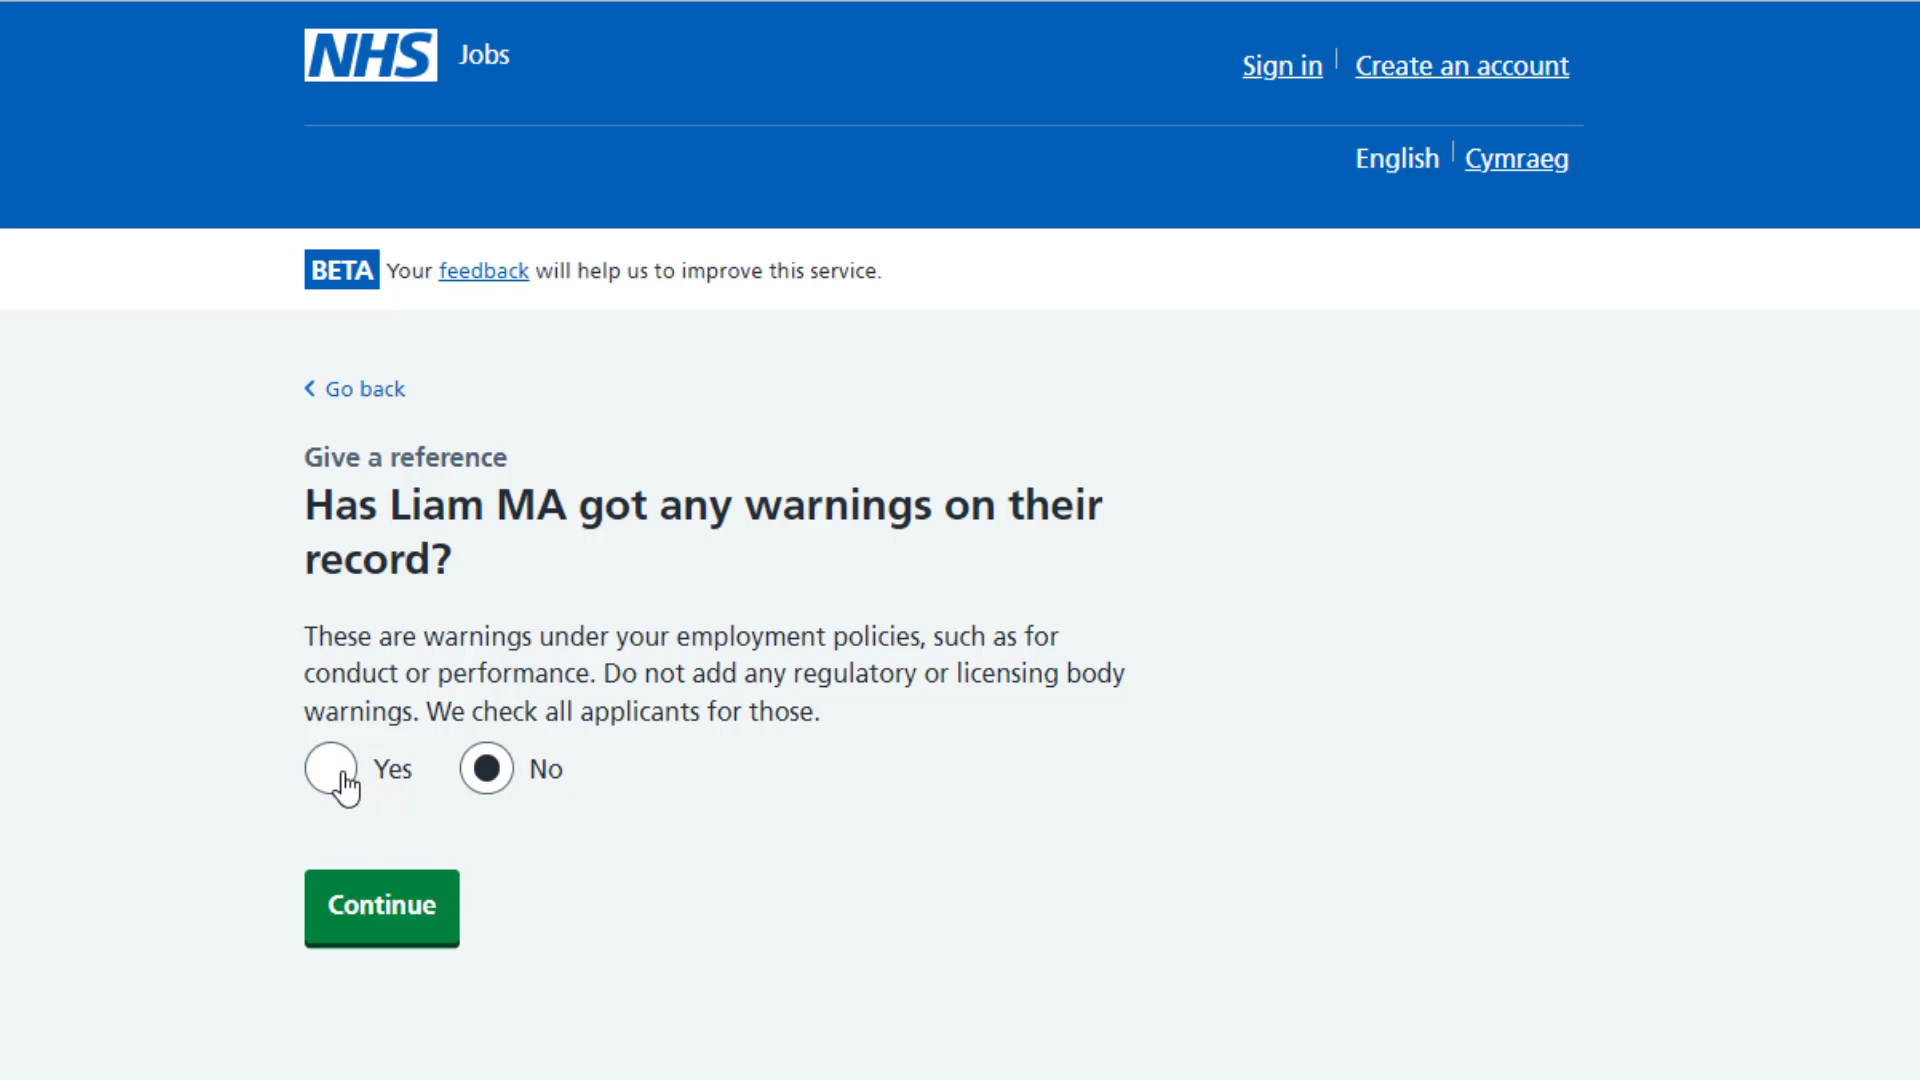 NHS Jobs
Sign in Create an account
English Cymraeg
BETA Your feedback will help us to improve this service.
Go back
Give a reference
Has Liam MA got any warnings on their
record?
These are warnings under your employment policies, such as for
conduct or performance. Do not add any regulatory or licensing body
warnings. We check all applicants for those.
Yes No
Continue